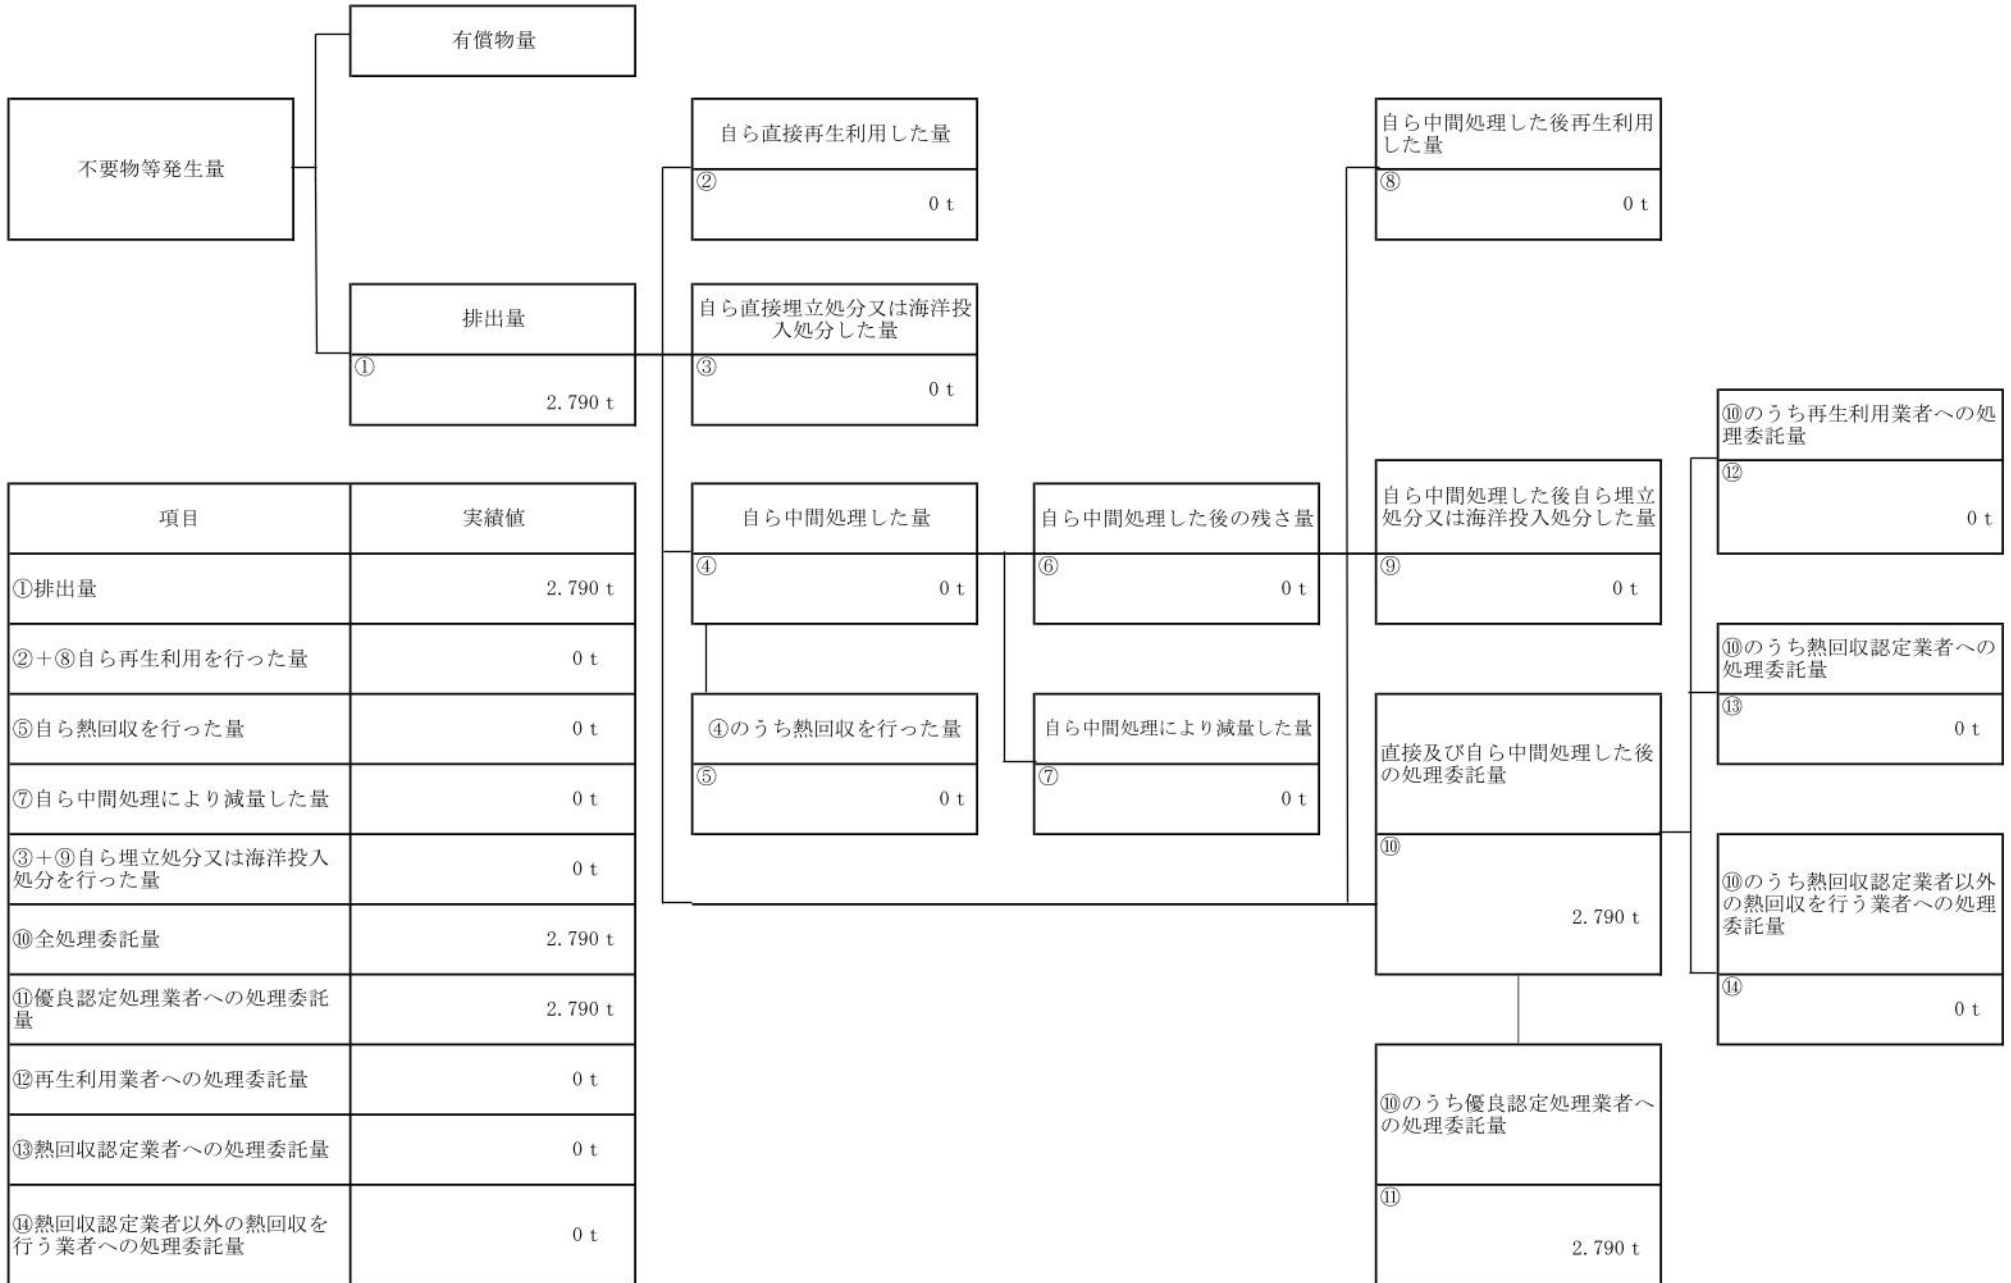 有償物量
不要物等発生量
排出量
①
2.790 t
自ら直接再生利用した量
②
0 t
自ら直接埋立処分又は海洋投
入処分した量
③
0 t
自ら中間処理した量
④
0 t
④のうち熱回収を行った量
⑤
0 t
自ら中間処理した後の残さ量
⑥
0 t
自ら中間処理により減量した量
⑦
0 t
自ら中間処理した後再生利用
した量
⑧
0 t
自ら中間処理した後自ら埋立
処分又は海洋投入処分した量
⑨
0 t
直接及び自ら中間処理した後
の処理委託量
⑩
2.790 t
⑩のうち優良認定処理業者へ
の処理委託量
⑪
2.790 t
⑩のうち再生利用業者への処
理委託量
⑫
0 t
⑩のうち熱回収認定業者への
処理委託量
⑬
0 t
⑩のうち熱回収認定業者以外
の熱回収を行う業者への処理
委託量
⑭
0 t
項目 実績値
①排出量 2.790 t
②＋⑧自ら再生利用を行った量 0 t
⑤自ら熱回収を行った量 0 t
⑦自ら中間処理により減量した量 0 t
③＋⑨自ら埋立処分又は海洋投入
処分を行った量 0 t
⑩全処理委託量 2.790 t
⑪優良認定処理業者への処理委託
量 2.790 t
⑫再生利用業者への処理委託量 0 t
⑬熱回収認定業者への処理委託量 0 t
⑭熱回収認定業者以外の熱回収を
行う業者への処理委託量 0 t